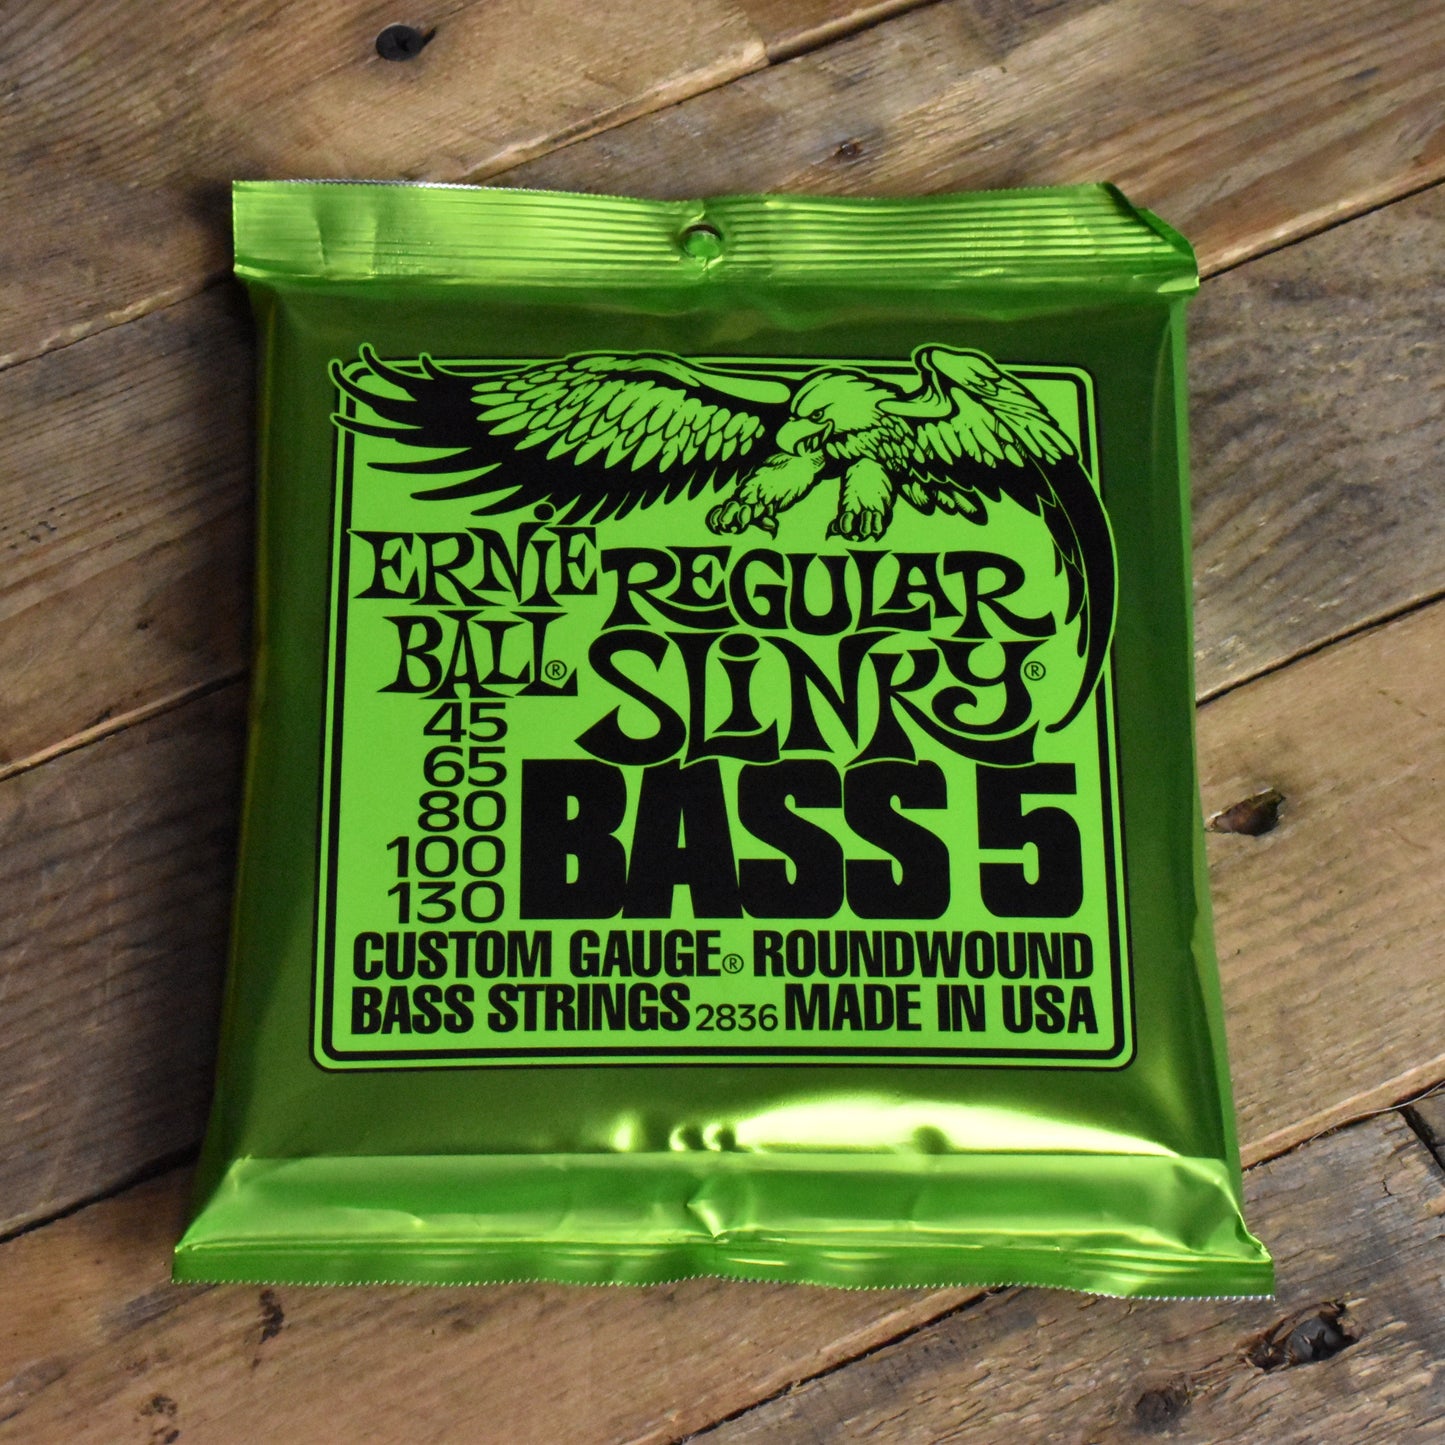 ERNIE BALL®
REGULAR SLINKY®
BASS 5
45
65
80
100
130
CUSTOM GAUGE® ROUNDWOUND
BASS STRINGS 2836 MADE IN USA